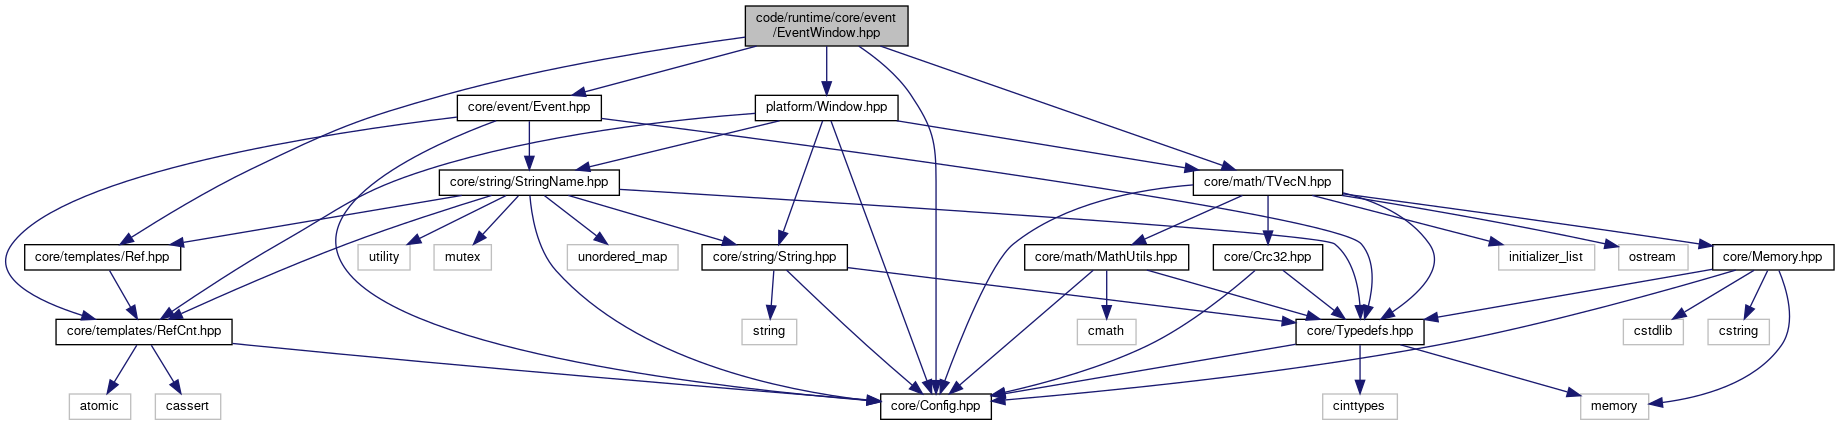 code/runtime/core/event
/EventWindow.hpp
core/event/Event.hpp
platform/Window.hpp
core/string/StringName.hpp
core/math/TVecN.hpp
core/templates/Ref.hpp
utility
mutex
unordered_map
core/string/String.hpp
core/math/MathUtils.hpp
core/Crc32.hpp
initializer_list
ostream
core/Memory.hpp
core/templates/RefCnt.hpp
string
cmath
core/Typedefs.hpp
cstdlib
cstring
atomic
cassert
core/Config.hpp
cinttypes
memory